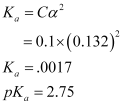 Kₐ = Cα²
= 0.1×(0.132)²
Kₐ = .0017
pKₐ = 2.75